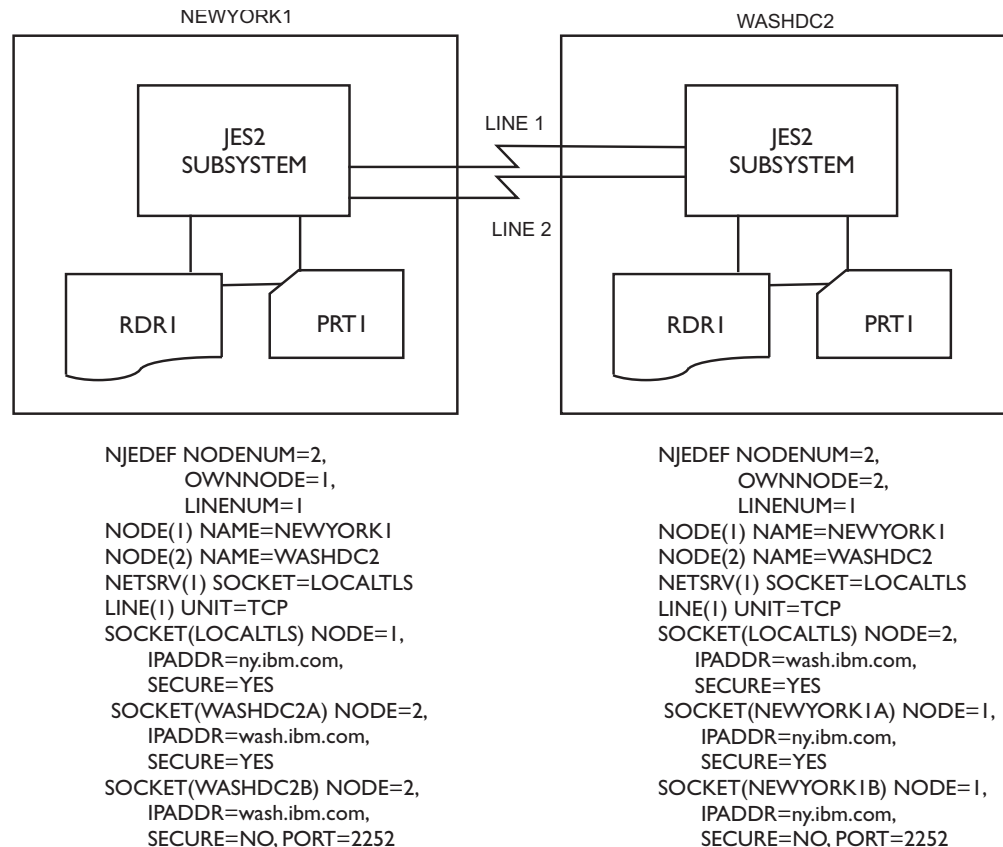 NEWYORK1
WASHDC2
JES2
SUBSYSTEM
LINE 1
LINE 2
JES2
SUBSYSTEM
RDR1
PRT1
RDR1
PRT1
NJEDEF NODENUM=2,
OWNNODE=1,
LINENUM=1
NODE(1) NAME=NEWYORK1
NODE(2) NAME=WASHDC2
NETSRV(1) SOCKET=LOCALTLS
LINE(1) UNIT=TCP
SOCKET(LOCALTLS) NODE=1,
IPADDR=ny.ibm.com,
SECURE=YES
SOCKET(WASHDC2A) NODE=2,
IPADDR=wash.ibm.com,
SECURE=YES
SOCKET(WASHDC2B) NODE=2,
IPADDR=wash.ibm.com,
SECURE=NO, PORT=2252
NJEDEF NODENUM=2,
OWNNODE=2,
LINENUM=1
NODE(1) NAME=NEWYORK1
NODE(2) NAME=WASHDC2
NETSRV(1) SOCKET=LOCALTLS
LINE(1) UNIT=TCP
SOCKET(LOCALTLS) NODE=2,
IPADDR=wash.ibm.com,
SECURE=YES
SOCKET(NEWYORK1A) NODE=1,
IPADDR=ny.ibm.com,
SECURE=YES
SOCKET(NEWYORK1B) NODE=1,
IPADDR=ny.ibm.com,
SECURE=NO, PORT=2252